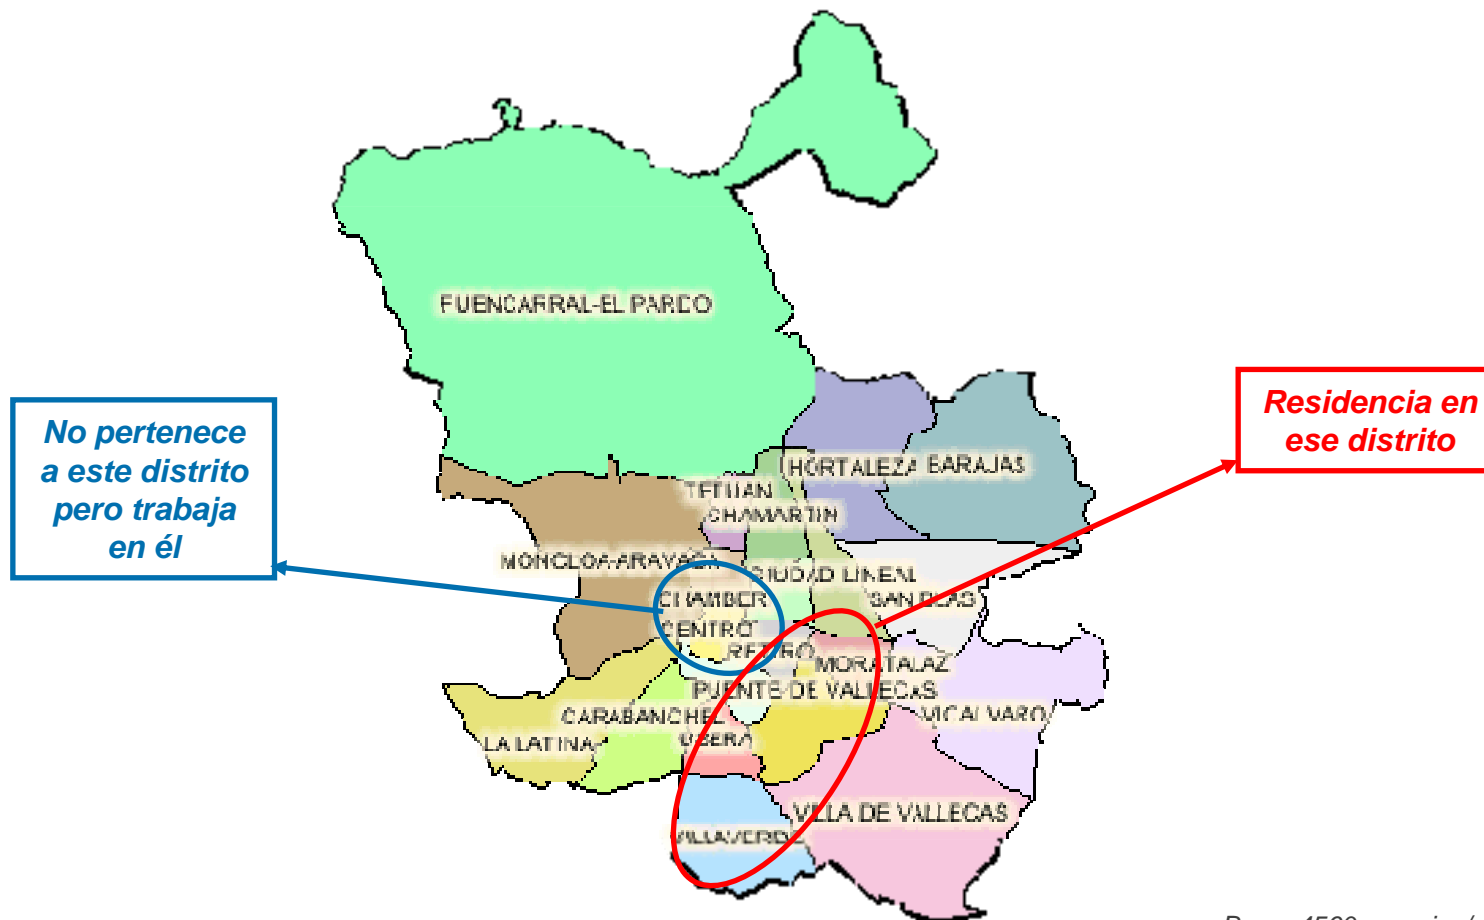 FUENCARRAL-EL PARDO
No pertenece
a este distrito
pero trabaja
en él
Residencia en
ese distrito
HORTALEZA
BARAJAS
TETUAN
CHAMARTIN
MONCLOA-ARAVACA
CIUDAD LINEAL
CHAMBER
SAN BLAS
CENTRO
RETIRO
MORATALAZ
PUENTE DE VALLECAS
CARABANCHEL
VICALVARO
LA LATINA
USERA
VILLA DE VALLECAS
VILLAVERDE